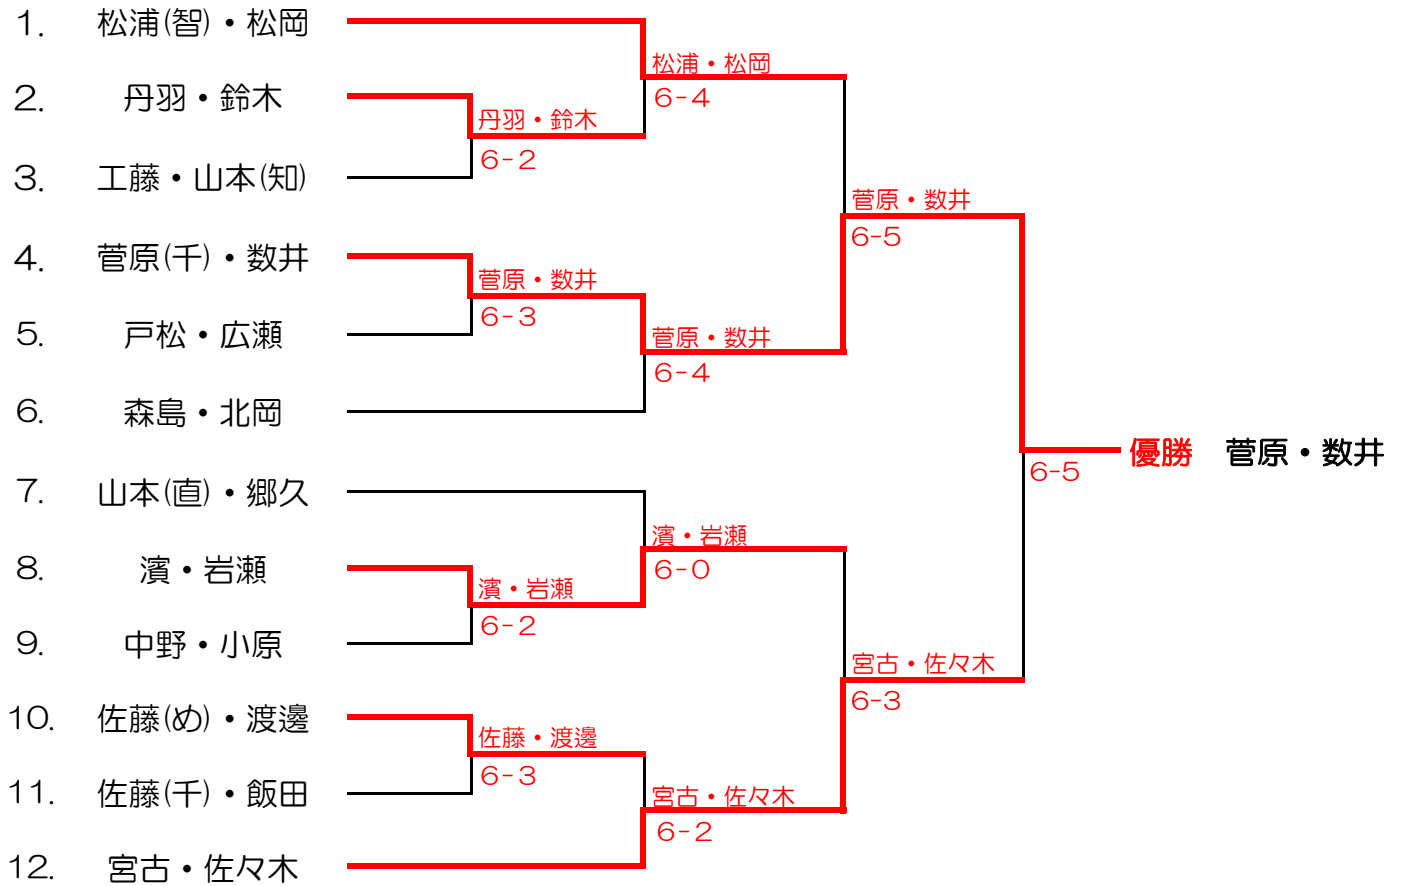 1. 松浦(智)・松岡
松浦・松岡
6-4
2. 丹羽・鈴木
丹羽・鈴木
6-2
3. 工藤・山本(知)
菅原・数井
6-5
4. 菅原(千)・数井
菅原・数井
6-3
5. 戸松・広瀬
菅原・数井
6-4
6. 森島・北岡
優勝 菅原・数井
6-5
7. 山本(直)・郷久
濱・岩瀬
6-0
8. 濱・岩瀬
濱・岩瀬
6-2
9. 中野・小原
宮古・佐々木
6-3
10. 佐藤(め)・渡邊
佐藤・渡邊
6-3
11. 佐藤(千)・飯田
宮古・佐々木
6-2
12. 宮古・佐々木